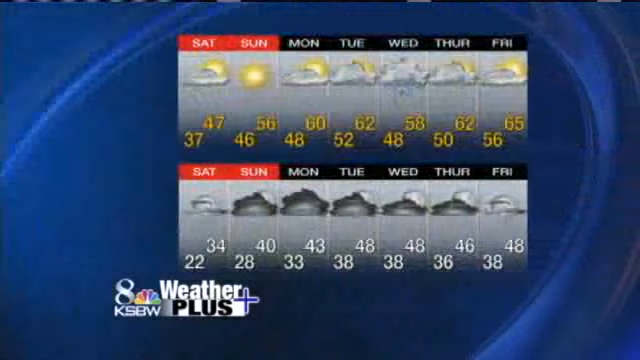 SAT SUN MON TUE WED THUR FRI
47 56 60 62 58 62 65
37 46 48 52 48 50 56
SAT SUN MON TUE WED THUR FRI
34 40 43 48 48 46 48
22 28 33 38 38 36 38
8 Weather
KSBW PLUS+